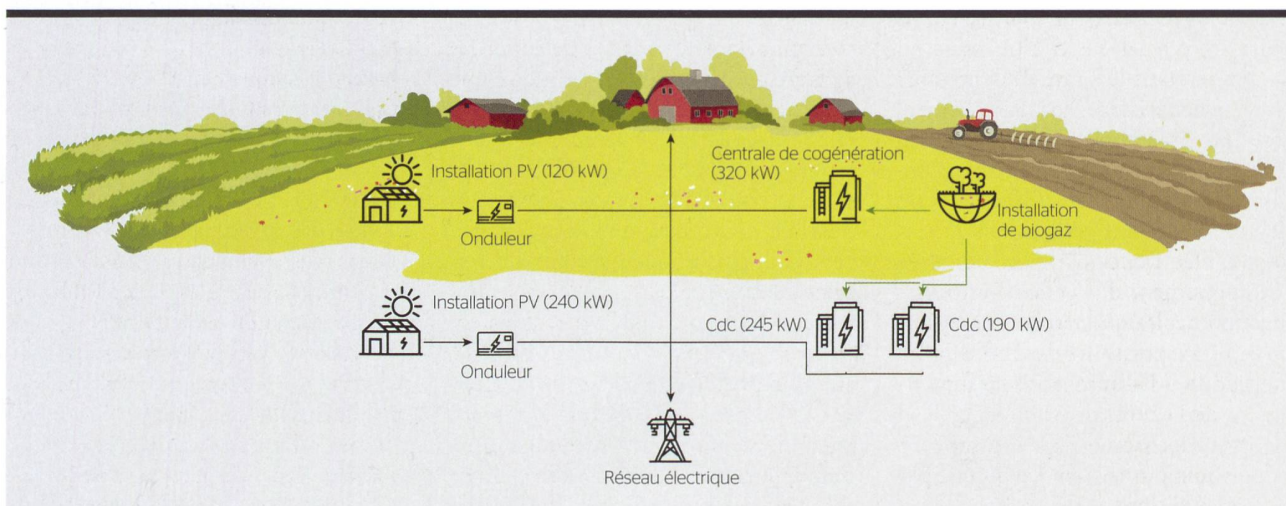 Installation PV (120 kW)
Onduleur
Centrale de cogénération
(320 kW)
Installation
de biogaz
Installation PV (240 kW)
Onduleur
Cdc (245 kW)
Cdc (190 kW)
Réseau électrique